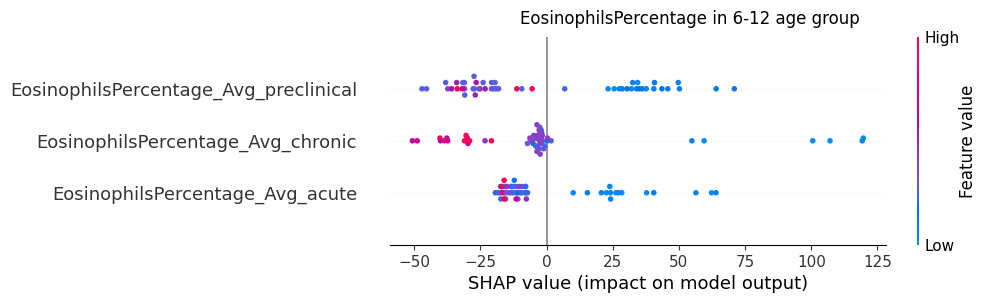 EosinophilsPercentage in 6-12 age group
High
EosinophilsPercentage_Avg_preclinical
EosinophilsPercentage_Avg_chronic
EosinophilsPercentage_Avg_acute
Feature value
Low
−50 −25 0 25 50 75 100 125
SHAP value (impact on model output)